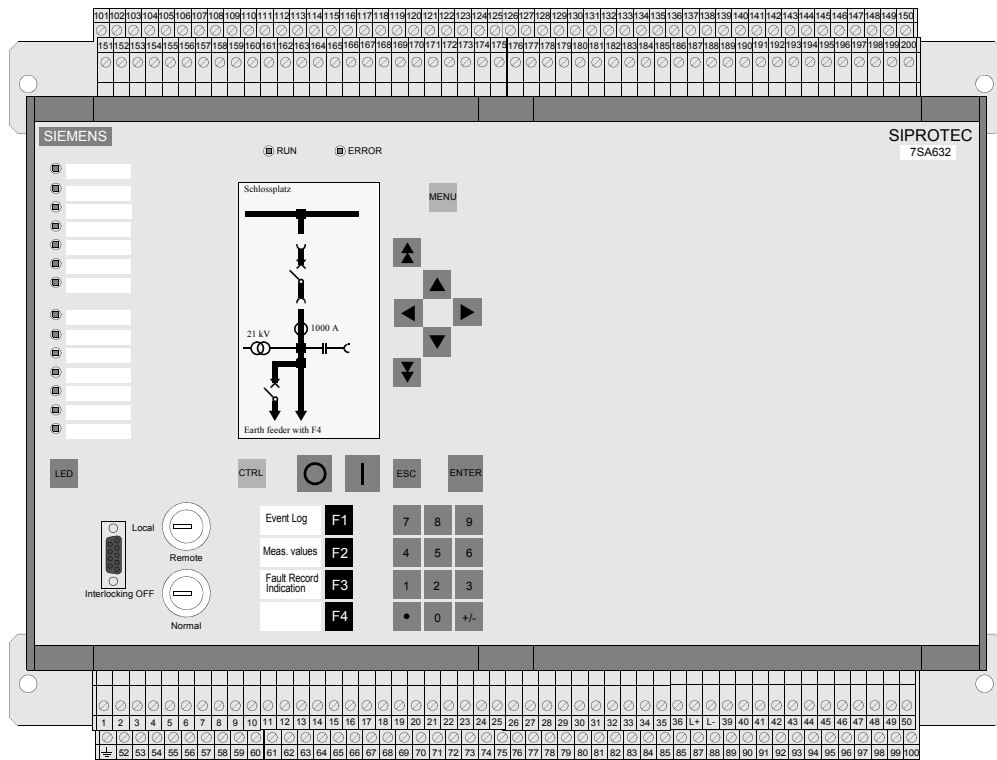 101 102 103 104 105 106 107 108 109 110 111 112 113 114 115 116 117 118 119 120 121 122 123 124 125 126 127 128 129 130 131 132 133 134 135 136 137 138 139 140 141 142 143 144 145 146 147 148 149 150
151 152 153 154 155 156 157 158 159 160 161 162 163 164 165 166 167 168 169 170 171 172 173 174 175 176 177 178 179 180 181 182 183 184 185 186 187 188 189 190 191 192 193 194 195 196 197 198 199 200
SIEMENS
SIPROTEC
7SA632
RUN
ERROR
Schlossplatz
MENU
1000 A
21 kV
Earth feeder with F4
LED
CTRL
ESC
ENTER
Local
Remote
Interlocking OFF
Normal
Event Log F1
Meas. values F2
Fault Record
Indication F3
F4
7 8 9
4 5 6
1 2 3
• 0 +/-
1 2 3 4 5 6 7 8 9 10 11 12 13 14 15 16 17 18 19 20 21 22 23 24 25 26 27 28 29 30 31 32 33 34 35 36 L+ L- 39 40 41 42 43 44 45 46 47 48 49 50
52 53 54 55 56 57 58 59 60 61 62 63 64 65 66 67 68 69 70 71 72 73 74 75 76 77 78 79 80 81 82 83 84 85 85 87 88 89 90 91 92 93 94 95 96 97 98 99 100